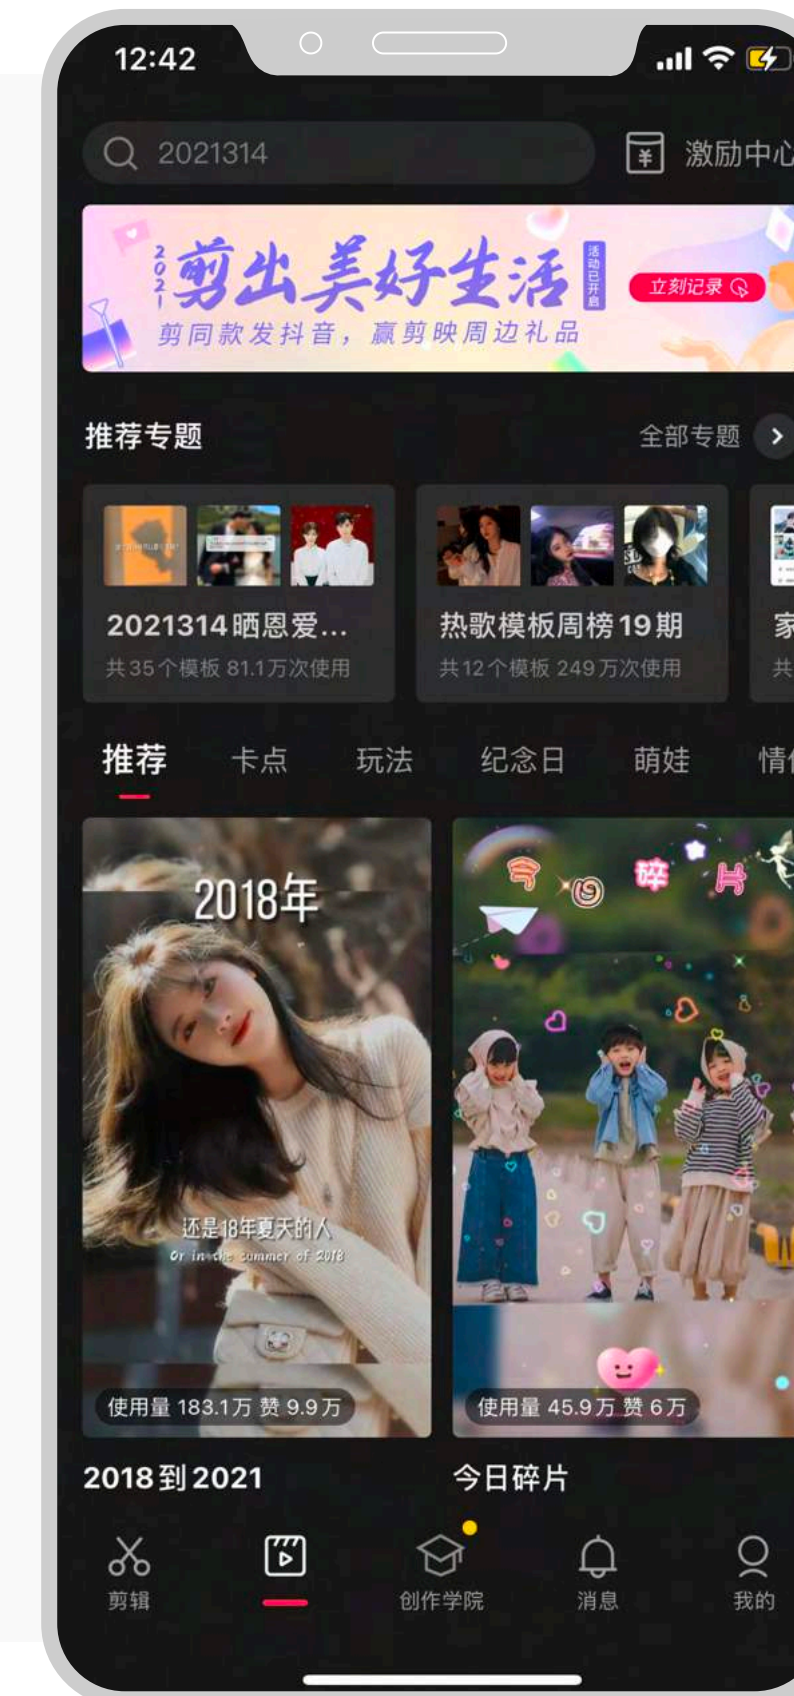 12:42
2021314
激励中心
2021
剪出美好生活
活动已开启
立刻记录
剪同款发抖音，赢剪映周边礼品
推荐专题
全部专题
2021314晒恩爱...
热歌模板周榜19期
家
共35个模板 81.1万次使用
共12个模板 249万次使用
共
推荐 卡点 玩法 纪念日 萌娃 情
2018年
今日碎片
还是18年夏天的人
Or in the summer of 2018
使用量 183.1万 赞 9.9万
使用量 45.9万 赞 6万
2018到2021
今日碎片
剪辑
创作学院
消息
我的